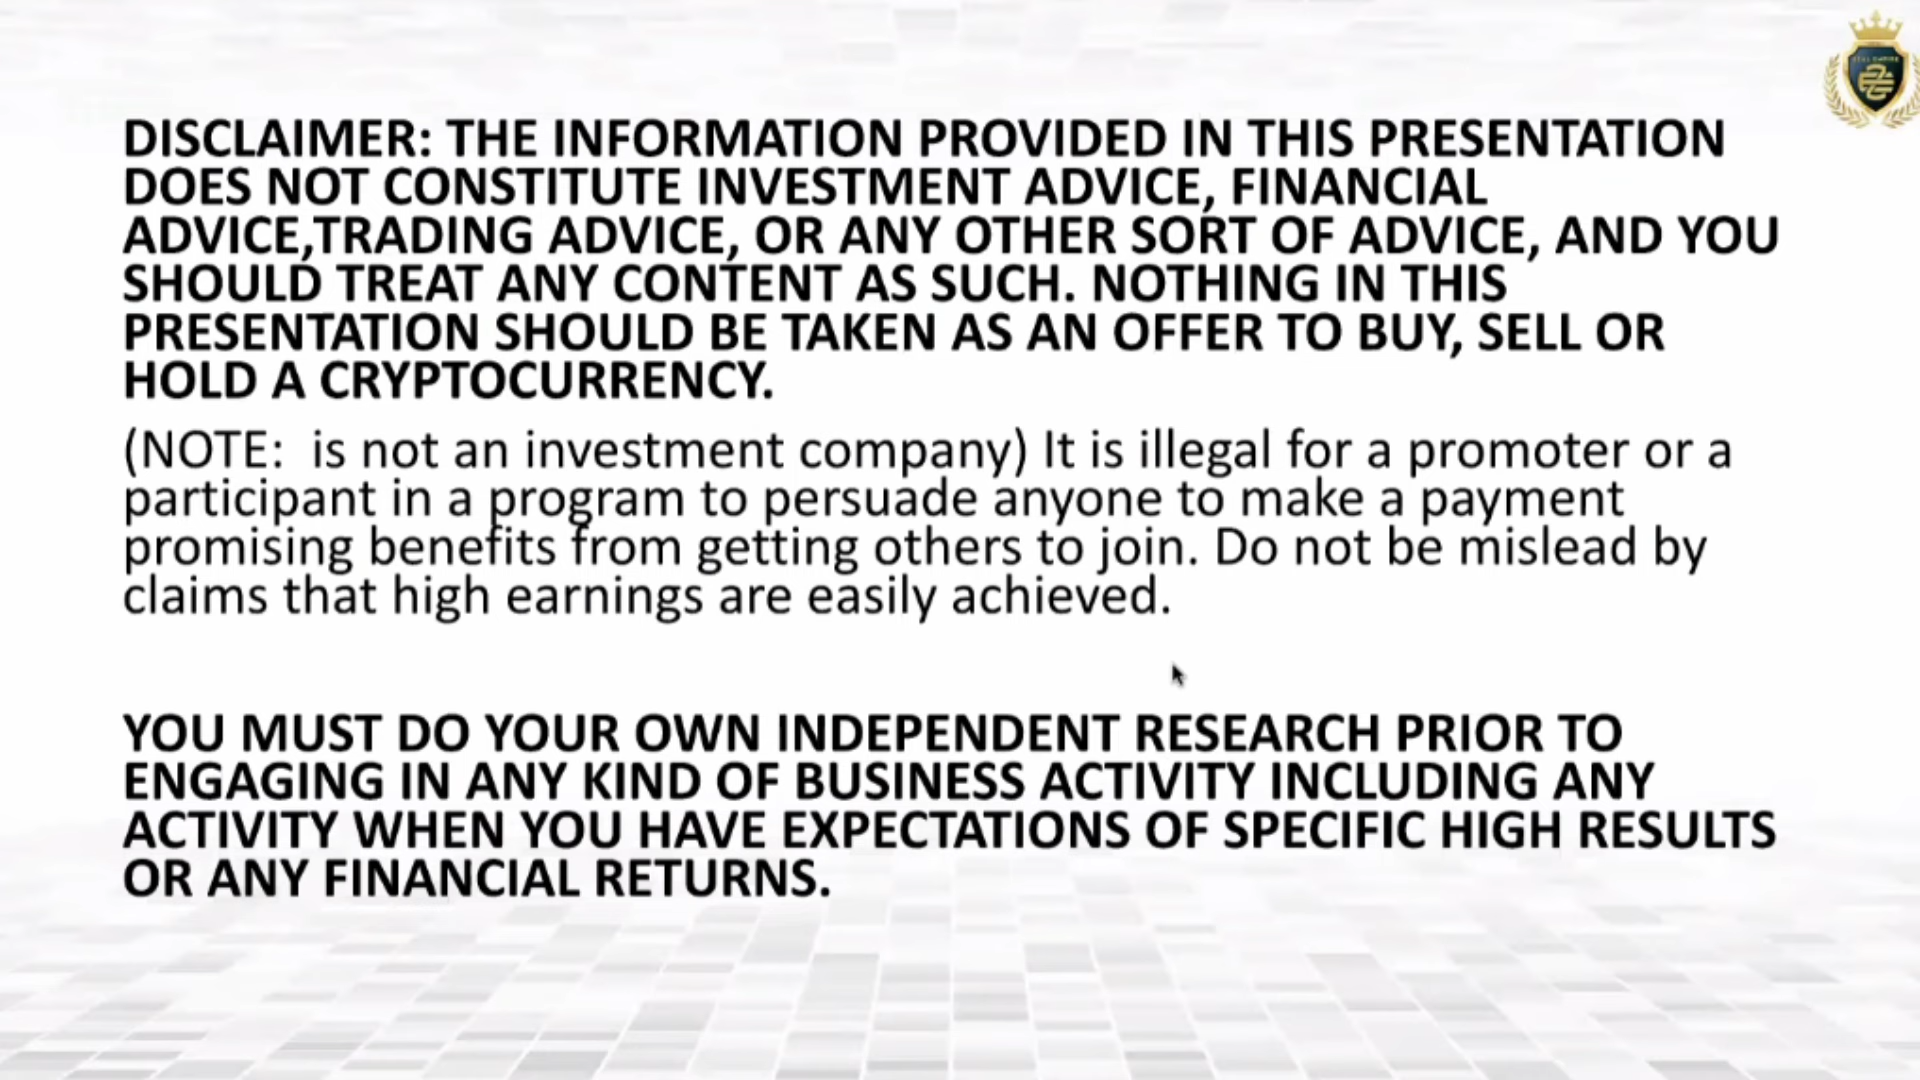 DISCLAIMER: THE INFORMATION PROVIDED IN THIS PRESENTATION
DOES NOT CONSTITUTE INVESTMENT ADVICE, FINANCIAL
ADVICE,TRADING ADVICE, OR ANY OTHER SORT OF ADVICE, AND YOU
SHOULD TREAT ANY CONTENT AS SUCH. NOTHING IN THIS
PRESENTATION SHOULD BE TAKEN AS AN OFFER TO BUY, SELL OR
HOLD A CRYPTOCURRENCY.
(NOTE:  is not an investment company) It is illegal for a promoter or a
participant in a program to persuade anyone to make a payment
promising benefits from getting others to join. Do not be mislead by
claims that high earnings are easily achieved.
YOU MUST DO YOUR OWN INDEPENDENT RESEARCH PRIOR TO
ENGAGING IN ANY KIND OF BUSINESS ACTIVITY INCLUDING ANY
ACTIVITY WHEN YOU HAVE EXPECTATIONS OF SPECIFIC HIGH RESULTS
OR ANY FINANCIAL RETURNS.